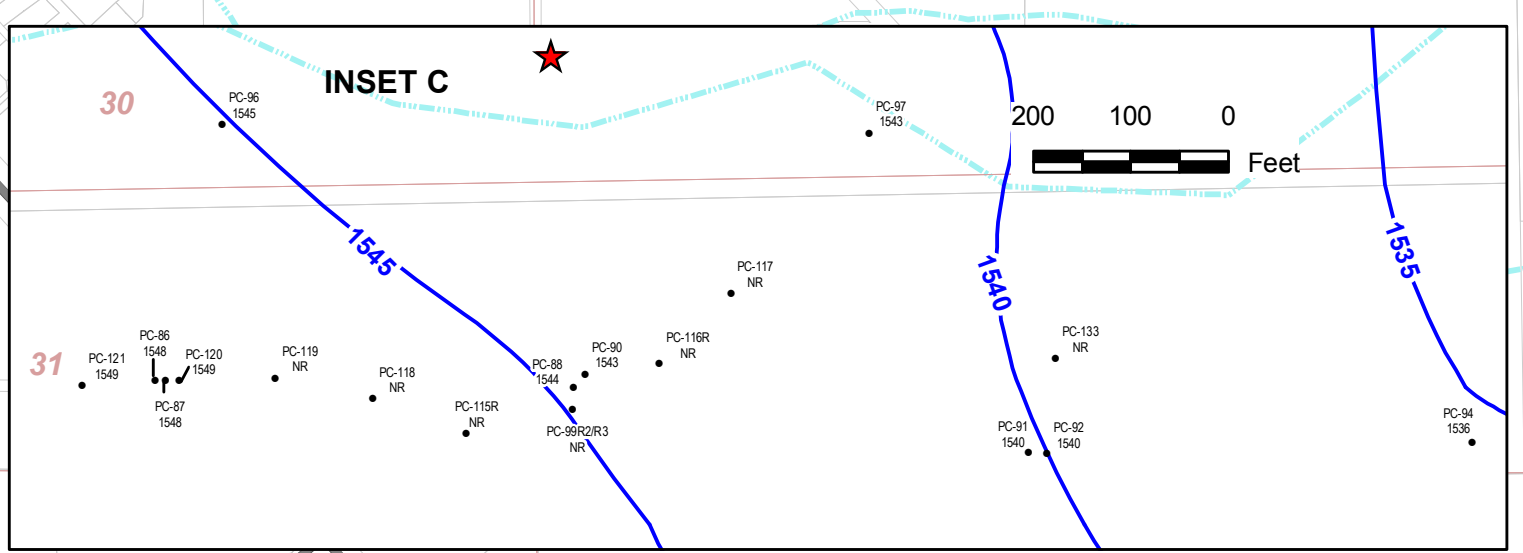 INSET C
30
PC-96
1545
PC-97
1543
200 100 0
Feet
1545
1540
1535
PC-117
NR
PC-133
NR
31
PC-121
1549
PC-86
1548
PC-87
1548
PC-120
1549
PC-119
NR
PC-118
NR
PC-115R
NR
PC-88
1544
PC-90
1543
PC-116R
NR
PC-99R2/R3
NR
PC-91
1540
PC-92
1540
PC-94
1536